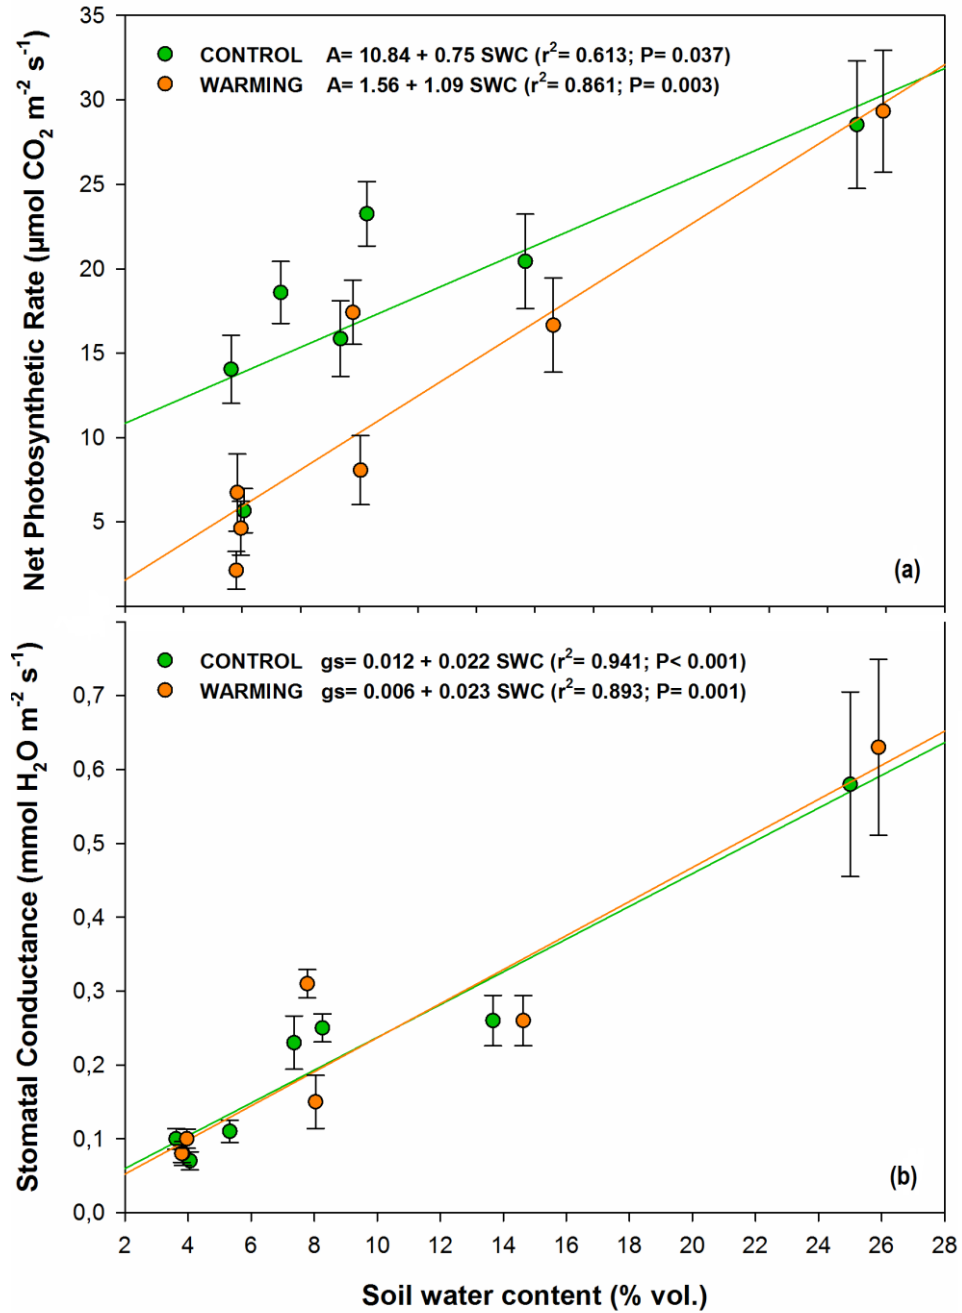 35
30
25
20
15
10
5
Net Photosynthetic Rate (µmol CO₂ m⁻² s⁻¹)
CONTROL A= 10.84 + 0.75 SWC (r²= 0.613; P= 0.037)
WARMING A= 1.56 + 1.09 SWC (r²= 0.861; P= 0.003)
(a)
CONTROL gs= 0.012 + 0.022 SWC (r²= 0.941; P< 0.001)
WARMING gs= 0.006 + 0.023 SWC (r²= 0.893; P= 0.001)
0,7
0,6
0,5
0,4
0,3
0,2
0,1
0,0
Stomatal Conductance (mmol H₂O m⁻² s⁻¹)
(b)
2 4 6 8 10 12 14 16 18 20 22 24 26 28
Soil water content (% vol.)